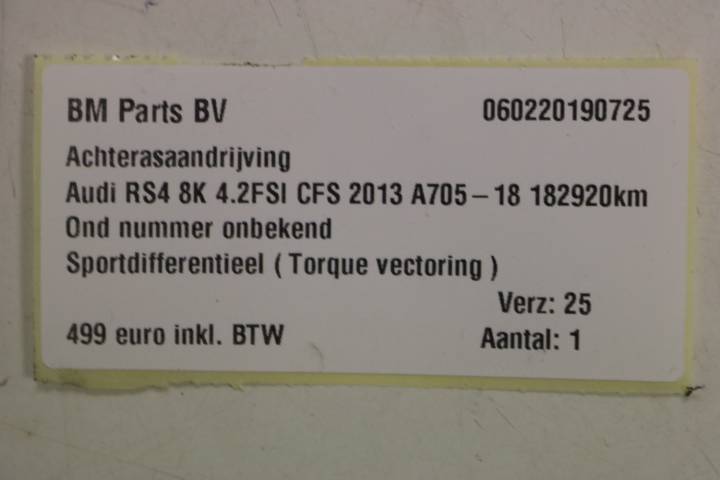 BM Parts BV 060220190725
Achterasaandrijving
Audi RS4 8K 4.2FSI CFS 2013 A705-18 182920km
Ond nummer onbekend
Sportdifferentieel ( Torque vectoring )
Verz: 25
499 euro inkl. BTW Aantal: 1